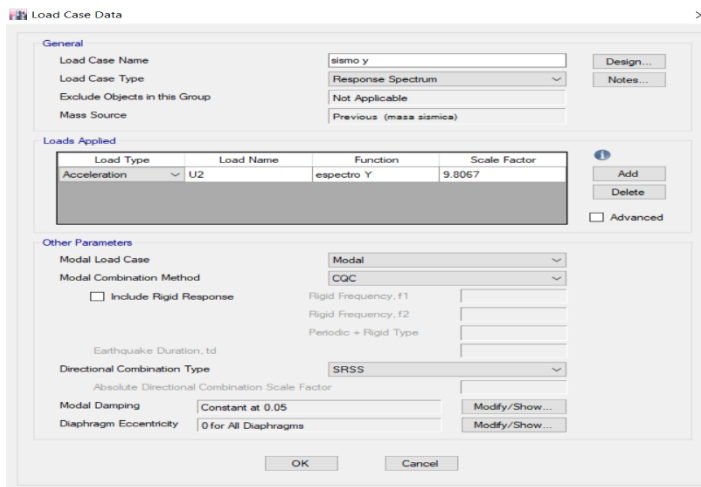 Load Case Data
General
Load Case Name sismo y Design...
Load Case Type Response Spectrum Notes...
Exclude Objects in this Group Not Applicable
Mass Source Previous (masa sismica)
Loads Applied
Load Type Load Name Function Scale Factor
Acceleration U2 espectro Y 9.8067 Add
Delete
Advanced
Other Parameters
Modal Load Case Modal
Modal Combination Method CQC
Include Rigid Response Rigid Frequency, f1
Rigid Frequency, f2
Periodic + Rigid Type
Earthquake Duration, td
Directional Combination Type SRSS
Absolute Directional Combination Scale Factor
Modal Damping Constant at 0.05 Modify/Show...
Diaphragm Eccentricity 0 for All Diaphragms Modify/Show...
OK Cancel